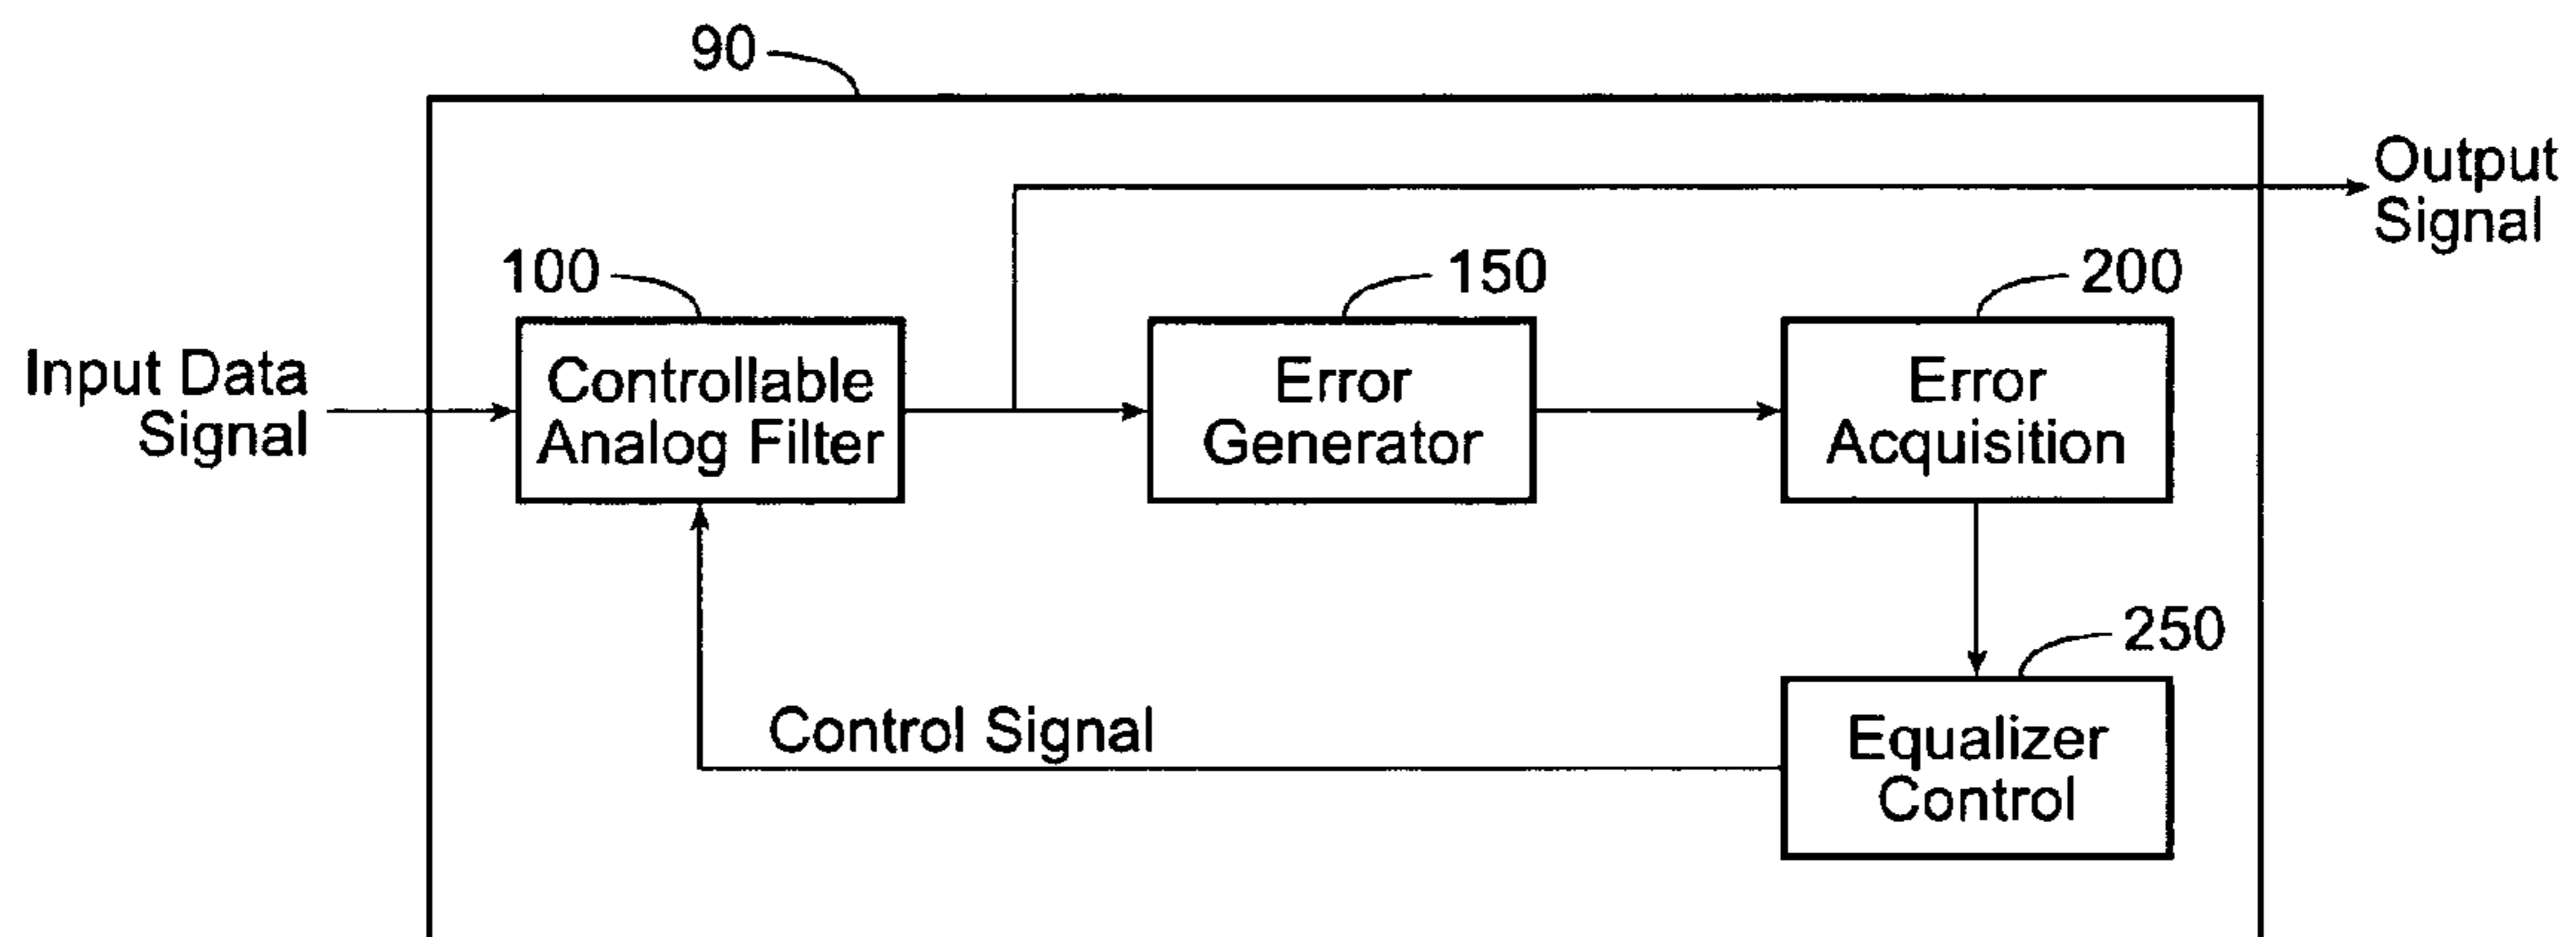 90
Output
Signal
100
150
200
Input Data
Signal
Controllable
Analog Filter
Error
Generator
Error
Acquisition
250
Control Signal
Equalizer
Control